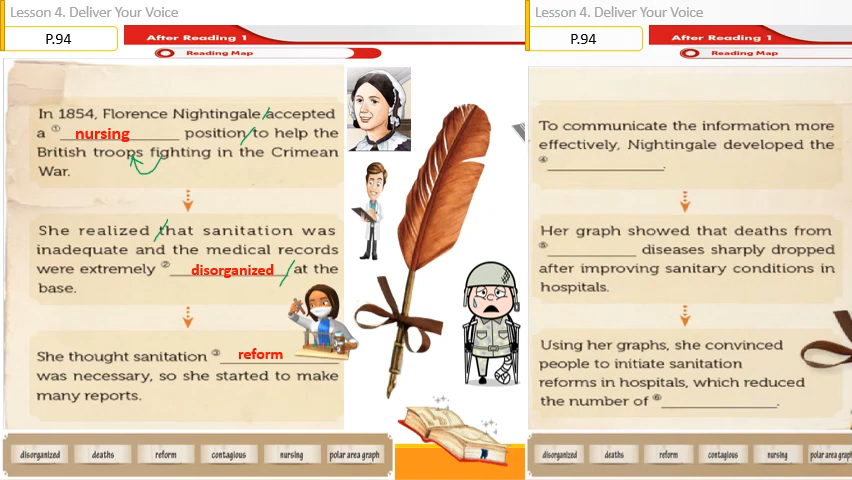 Lesson 4. Deliver Your Voice
P.94
After Reading 1
Reading Map
In 1854, Florence Nightingale accepted
a ① nursing position to help the
British troops fighting in the Crimean
War.
She realized that sanitation was
inadequate and the medical records
were extremely ② disorganized at the
base.
She thought sanitation ③ reform
was necessary, so she started to make
many reports.
disorganized deaths reform contagious nursing polar area graph
Lesson 4. Deliver Your Voice
P.94
After Reading 1
Reading Map
To communicate the information more
effectively, Nightingale developed the
④ ____________.
Her graph showed that deaths from
⑤ ____________ diseases sharply dropped
after improving sanitary conditions in
hospitals.
Using her graphs, she convinced
people to initiate sanitation
reforms in hospitals, which reduced
the number of ⑥ ____________.
disorganized deaths reform contagious nursing polar area graph